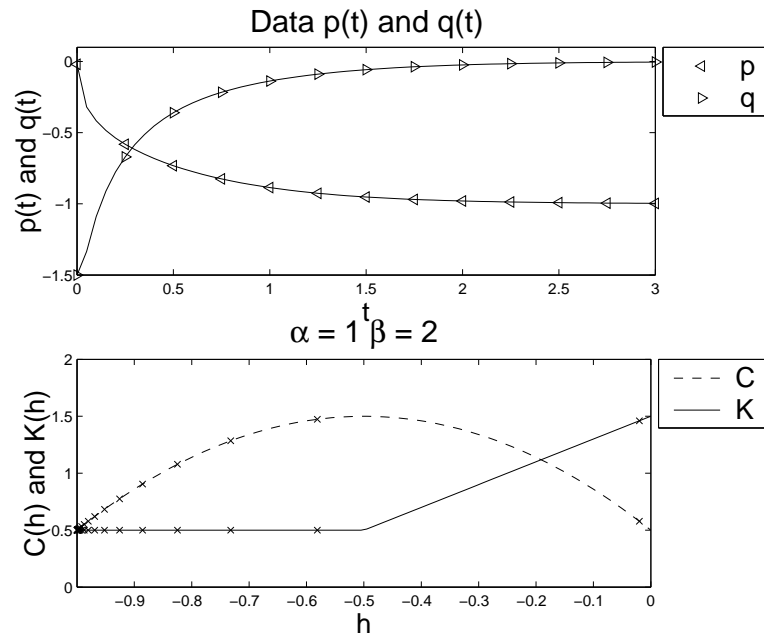 Data p(t) and q(t)
p(t) and q(t)
0
−0.5
−1
−1.5
0 0.5 1 1.5 2 2.5 3
t
p
q
α = 1 β = 2
C(h) and K(h)
2
1.5
1
0.5
0
−0.9 −0.8 −0.7 −0.6 −0.5 −0.4 −0.3 −0.2 −0.1 0
h
C
K